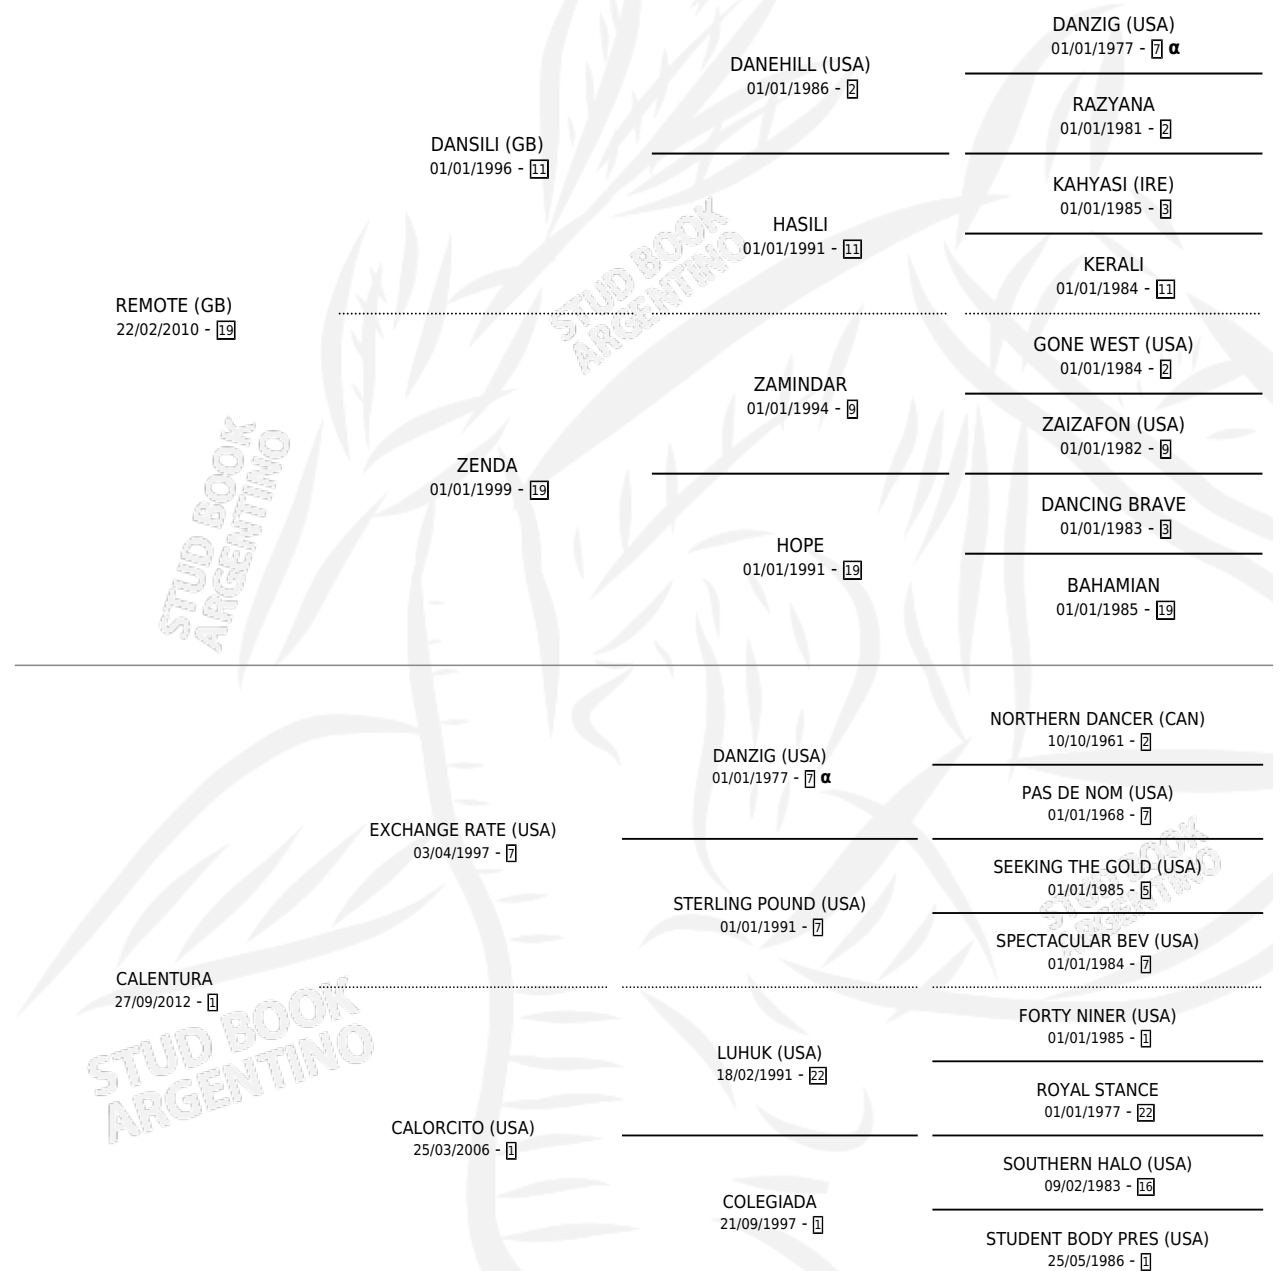 DANZIG (USA)
01/01/1977 - 7 α
DANEHILL (USA)
01/01/1986 - 2
RAZYANA
01/01/1981 - 2
DANSILI (GB)
01/01/1996 - 11
KAHYASI (IRE)
01/01/1985 - 3
HASILI
01/01/1991 - 11
KERALI
01/01/1984 - 11
REMOTE (GB)
22/02/2010 - 19
GONE WEST (USA)
01/01/1984 - 2
ZAMINDAR
01/01/1994 - 9
ZAIZAFON (USA)
01/01/1982 - 9
ZENDA
01/01/1999 - 19
DANCING BRAVE
01/01/1983 - 3
HOPE
01/01/1991 - 19
BAHAMIAN
01/01/1985 - 19
STUD BOOK
ARGENTINO
STUD BOOK
ARGENTINO
NORTHERN DANCER (CAN)
10/10/1961 - 2
DANZIG (USA)
01/01/1977 - 7 α
PAS DE NOM (USA)
01/01/1968 - 7
EXCHANGE RATE (USA)
03/04/1997 - 7
SEEKING THE GOLD (USA)
01/01/1985 - 5
STERLING POUND (USA)
01/01/1991 - 7
SPECTACULAR BEV (USA)
01/01/1984 - 7
CALENTURA
27/09/2012 - 1
FORTY NINER (USA)
01/01/1985 - 1
LUHUK (USA)
18/02/1991 - 22
ROYAL STANCE
01/01/1977 - 22
CALORCITO (USA)
25/03/2006 - 1
SOUTHERN HALO (USA)
09/02/1983 - 16
COLEGIADA
21/09/1997 - 1
STUDENT BODY PRES (USA)
25/05/1986 - 1
STUD BOOK
ARGENTINO
STUD BOOK
ARGENTINO